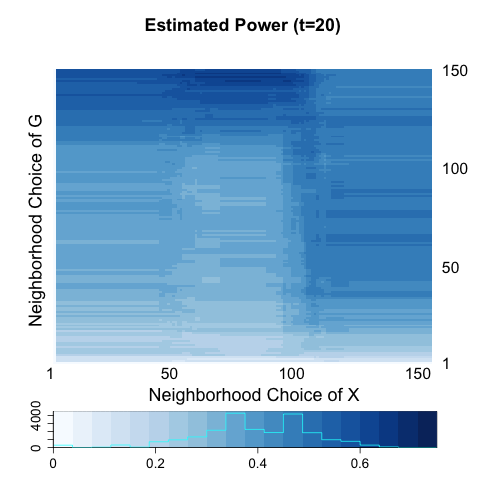 Estimated Power (t=20)
Neighborhood Choice of G
150
100
50
1
1 50 100 150
Neighborhood Choice of X
0 4000
0 0.2 0.4 0.6